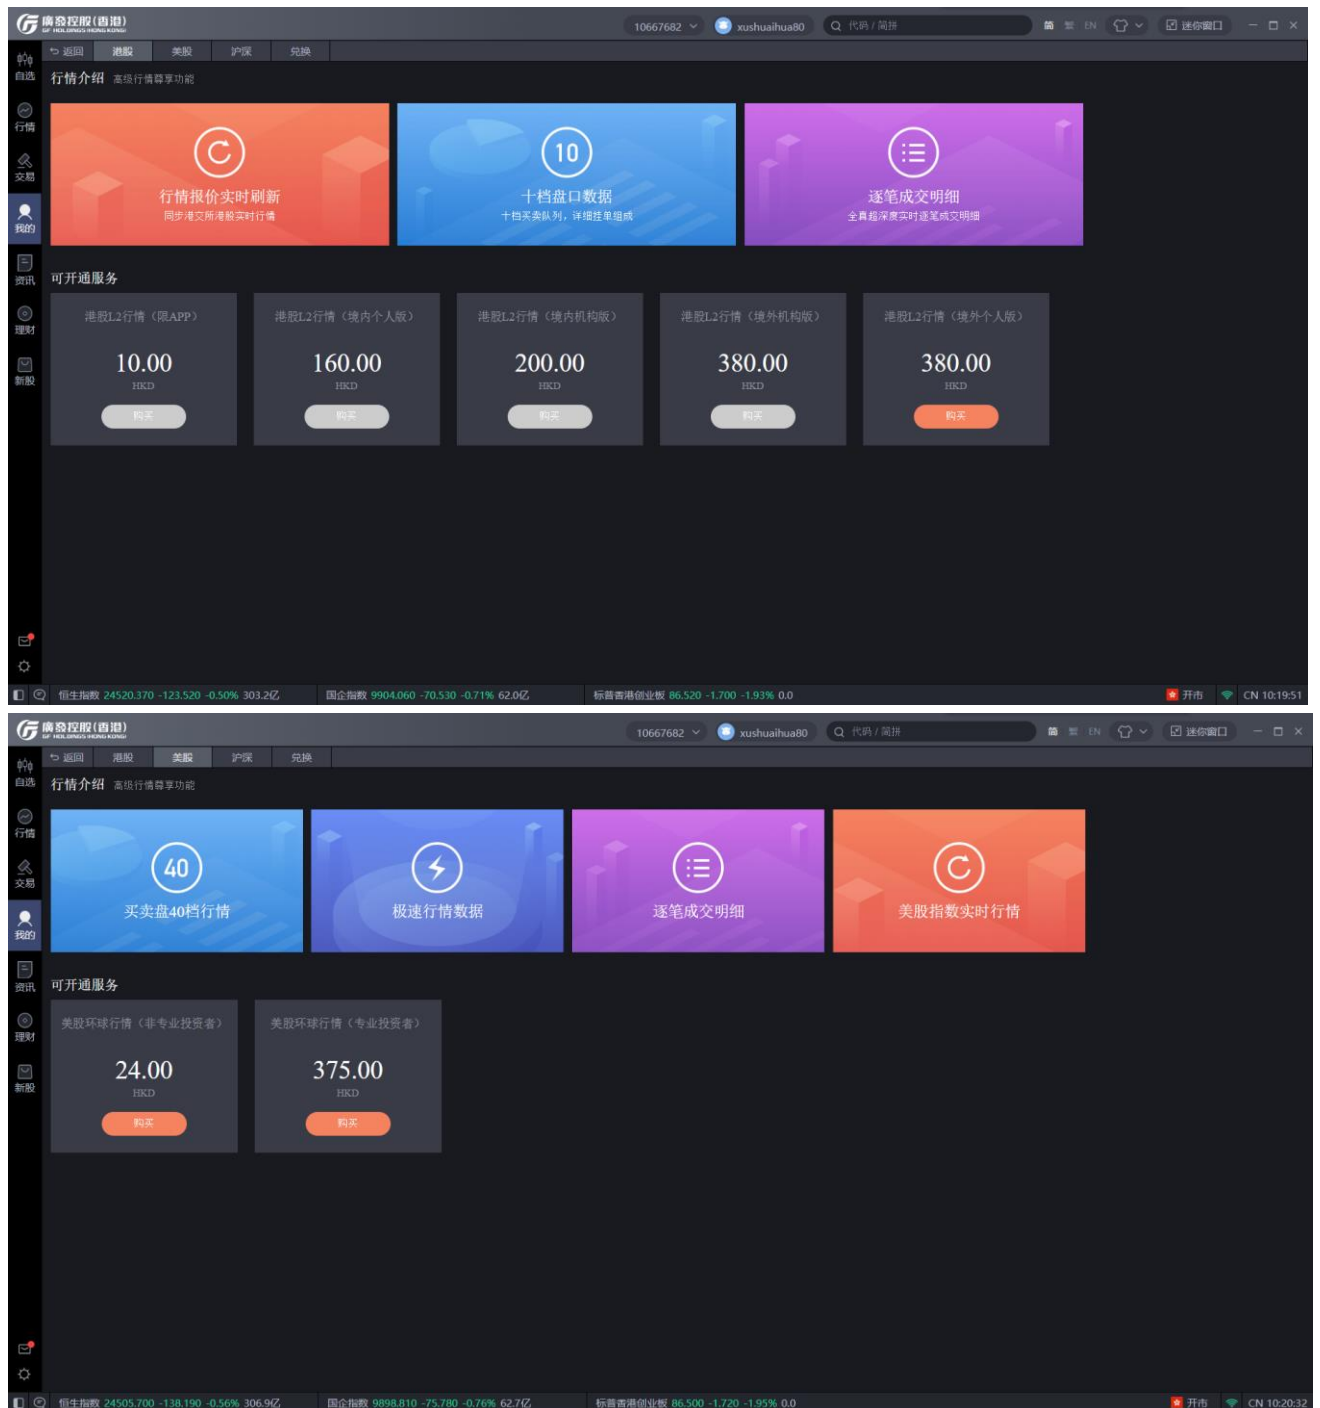 廣發控股(香港)
GF HOLDINGS(HONG KONG)
10667682 xushuaihua80 代码 / 简拼 简 繁 EN 迷你窗口
返回 港股 美股 沪深 兑换
自选
行情
交易
我的
资讯
理财
新股
行情介绍 高级行情尊享功能
行情报价实时刷新
同步港交所港股实时行情
10
十档盘口数据
十档买卖队列，详细挂单组成
逐笔成交明细
全真超深度实时逐笔成交明细
可开通服务
港股L2行情（限APP） 港股L2行情（境内个人版） 港股L2行情（境内机构版） 港股L2行情（境外机构版） 港股L2行情（境外个人版）
10.00 160.00 200.00 380.00 380.00
HKD HKD HKD HKD HKD
购买 购买 购买 购买 购买
恒生指数 24520.370 -123.520 -0.50% 303.2亿 国企指数 9904.060 -70.530 -0.71% 62.0亿 标普香港创业板 86.520 -1.700 -1.93% 0.0 开市 CN 10:19:51
廣發控股(香港)
GF HOLDINGS(HONG KONG)
10667682 xushuaihua80 代码 / 简拼 简 繁 EN 迷你窗口
返回 港股 美股 沪深 兑换
自选
行情
交易
我的
资讯
理财
新股
行情介绍 高级行情尊享功能
40
买卖盘40档行情 极速行情数据 逐笔成交明细 美股指数实时行情
可开通服务
美股环球行情（非专业投资者） 美股环球行情（专业投资者）
24.00 375.00
HKD HKD
购买 购买
恒生指数 24505.700 -138.190 -0.56% 306.9亿 国企指数 9898.810 -75.780 -0.76% 62.7亿 标普香港创业板 86.500 -1.720 -1.95% 0.0 开市 CN 10:20:32